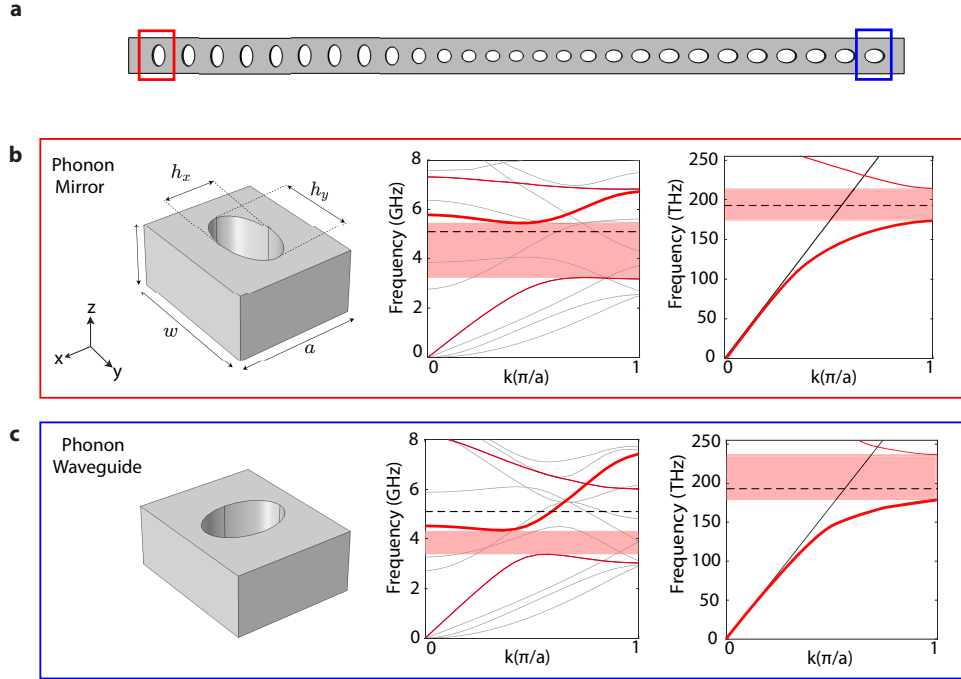 a
b
Phonon
Mirror
hx
hy
w
a
z
x
y
Frequency (GHz)
8
6
4
2
0
0
1
k(π/a)
Frequency (THz)
250
200
150
100
50
0
0
1
k(π/a)
c
Phonon
Waveguide
Frequency (GHz)
8
6
4
2
0
0
1
k(π/a)
Frequency (THz)
250
200
150
100
50
0
0
1
k(π/a)